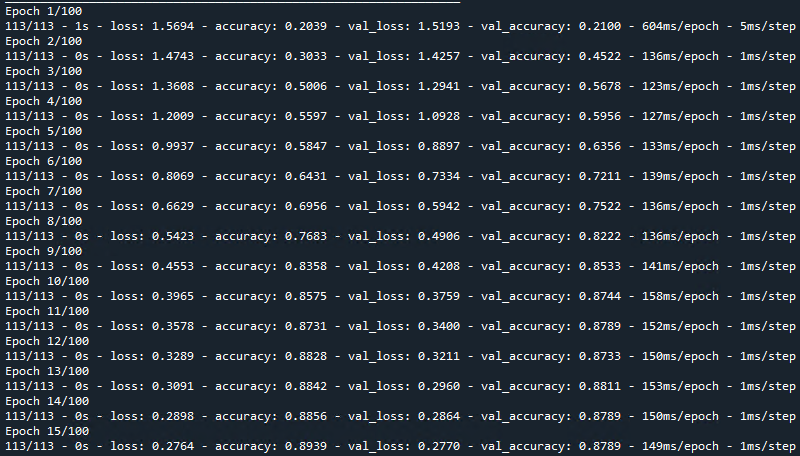 Epoch 1/100
113/113 - 1s - loss: 1.5694 - accuracy: 0.2039 - val_loss: 1.5193 - val_accuracy: 0.2100 - 604ms/epoch - 5ms/step
Epoch 2/100
113/113 - 0s - loss: 1.4743 - accuracy: 0.3033 - val_loss: 1.4257 - val_accuracy: 0.4522 - 136ms/epoch - 1ms/step
Epoch 3/100
113/113 - 0s - loss: 1.3608 - accuracy: 0.5006 - val_loss: 1.2941 - val_accuracy: 0.5678 - 123ms/epoch - 1ms/step
Epoch 4/100
113/113 - 0s - loss: 1.2009 - accuracy: 0.5597 - val_loss: 1.0928 - val_accuracy: 0.5956 - 127ms/epoch - 1ms/step
Epoch 5/100
113/113 - 0s - loss: 0.9937 - accuracy: 0.5847 - val_loss: 0.8897 - val_accuracy: 0.6356 - 133ms/epoch - 1ms/step
Epoch 6/100
113/113 - 0s - loss: 0.8069 - accuracy: 0.6431 - val_loss: 0.7334 - val_accuracy: 0.7211 - 139ms/epoch - 1ms/step
Epoch 7/100
113/113 - 0s - loss: 0.6629 - accuracy: 0.6956 - val_loss: 0.5942 - val_accuracy: 0.7522 - 136ms/epoch - 1ms/step
Epoch 8/100
113/113 - 0s - loss: 0.5423 - accuracy: 0.7683 - val_loss: 0.4906 - val_accuracy: 0.8222 - 136ms/epoch - 1ms/step
Epoch 9/100
113/113 - 0s - loss: 0.4553 - accuracy: 0.8358 - val_loss: 0.4208 - val_accuracy: 0.8533 - 141ms/epoch - 1ms/step
Epoch 10/100
113/113 - 0s - loss: 0.3965 - accuracy: 0.8575 - val_loss: 0.3759 - val_accuracy: 0.8744 - 158ms/epoch - 1ms/step
Epoch 11/100
113/113 - 0s - loss: 0.3578 - accuracy: 0.8731 - val_loss: 0.3400 - val_accuracy: 0.8789 - 152ms/epoch - 1ms/step
Epoch 12/100
113/113 - 0s - loss: 0.3289 - accuracy: 0.8828 - val_loss: 0.3211 - val_accuracy: 0.8733 - 150ms/epoch - 1ms/step
Epoch 13/100
113/113 - 0s - loss: 0.3091 - accuracy: 0.8842 - val_loss: 0.2960 - val_accuracy: 0.8811 - 153ms/epoch - 1ms/step
Epoch 14/100
113/113 - 0s - loss: 0.2898 - accuracy: 0.8856 - val_loss: 0.2864 - val_accuracy: 0.8789 - 150ms/epoch - 1ms/step
Epoch 15/100
113/113 - 0s - loss: 0.2764 - accuracy: 0.8939 - val_loss: 0.2770 - val_accuracy: 0.8789 - 149ms/epoch - 1ms/step